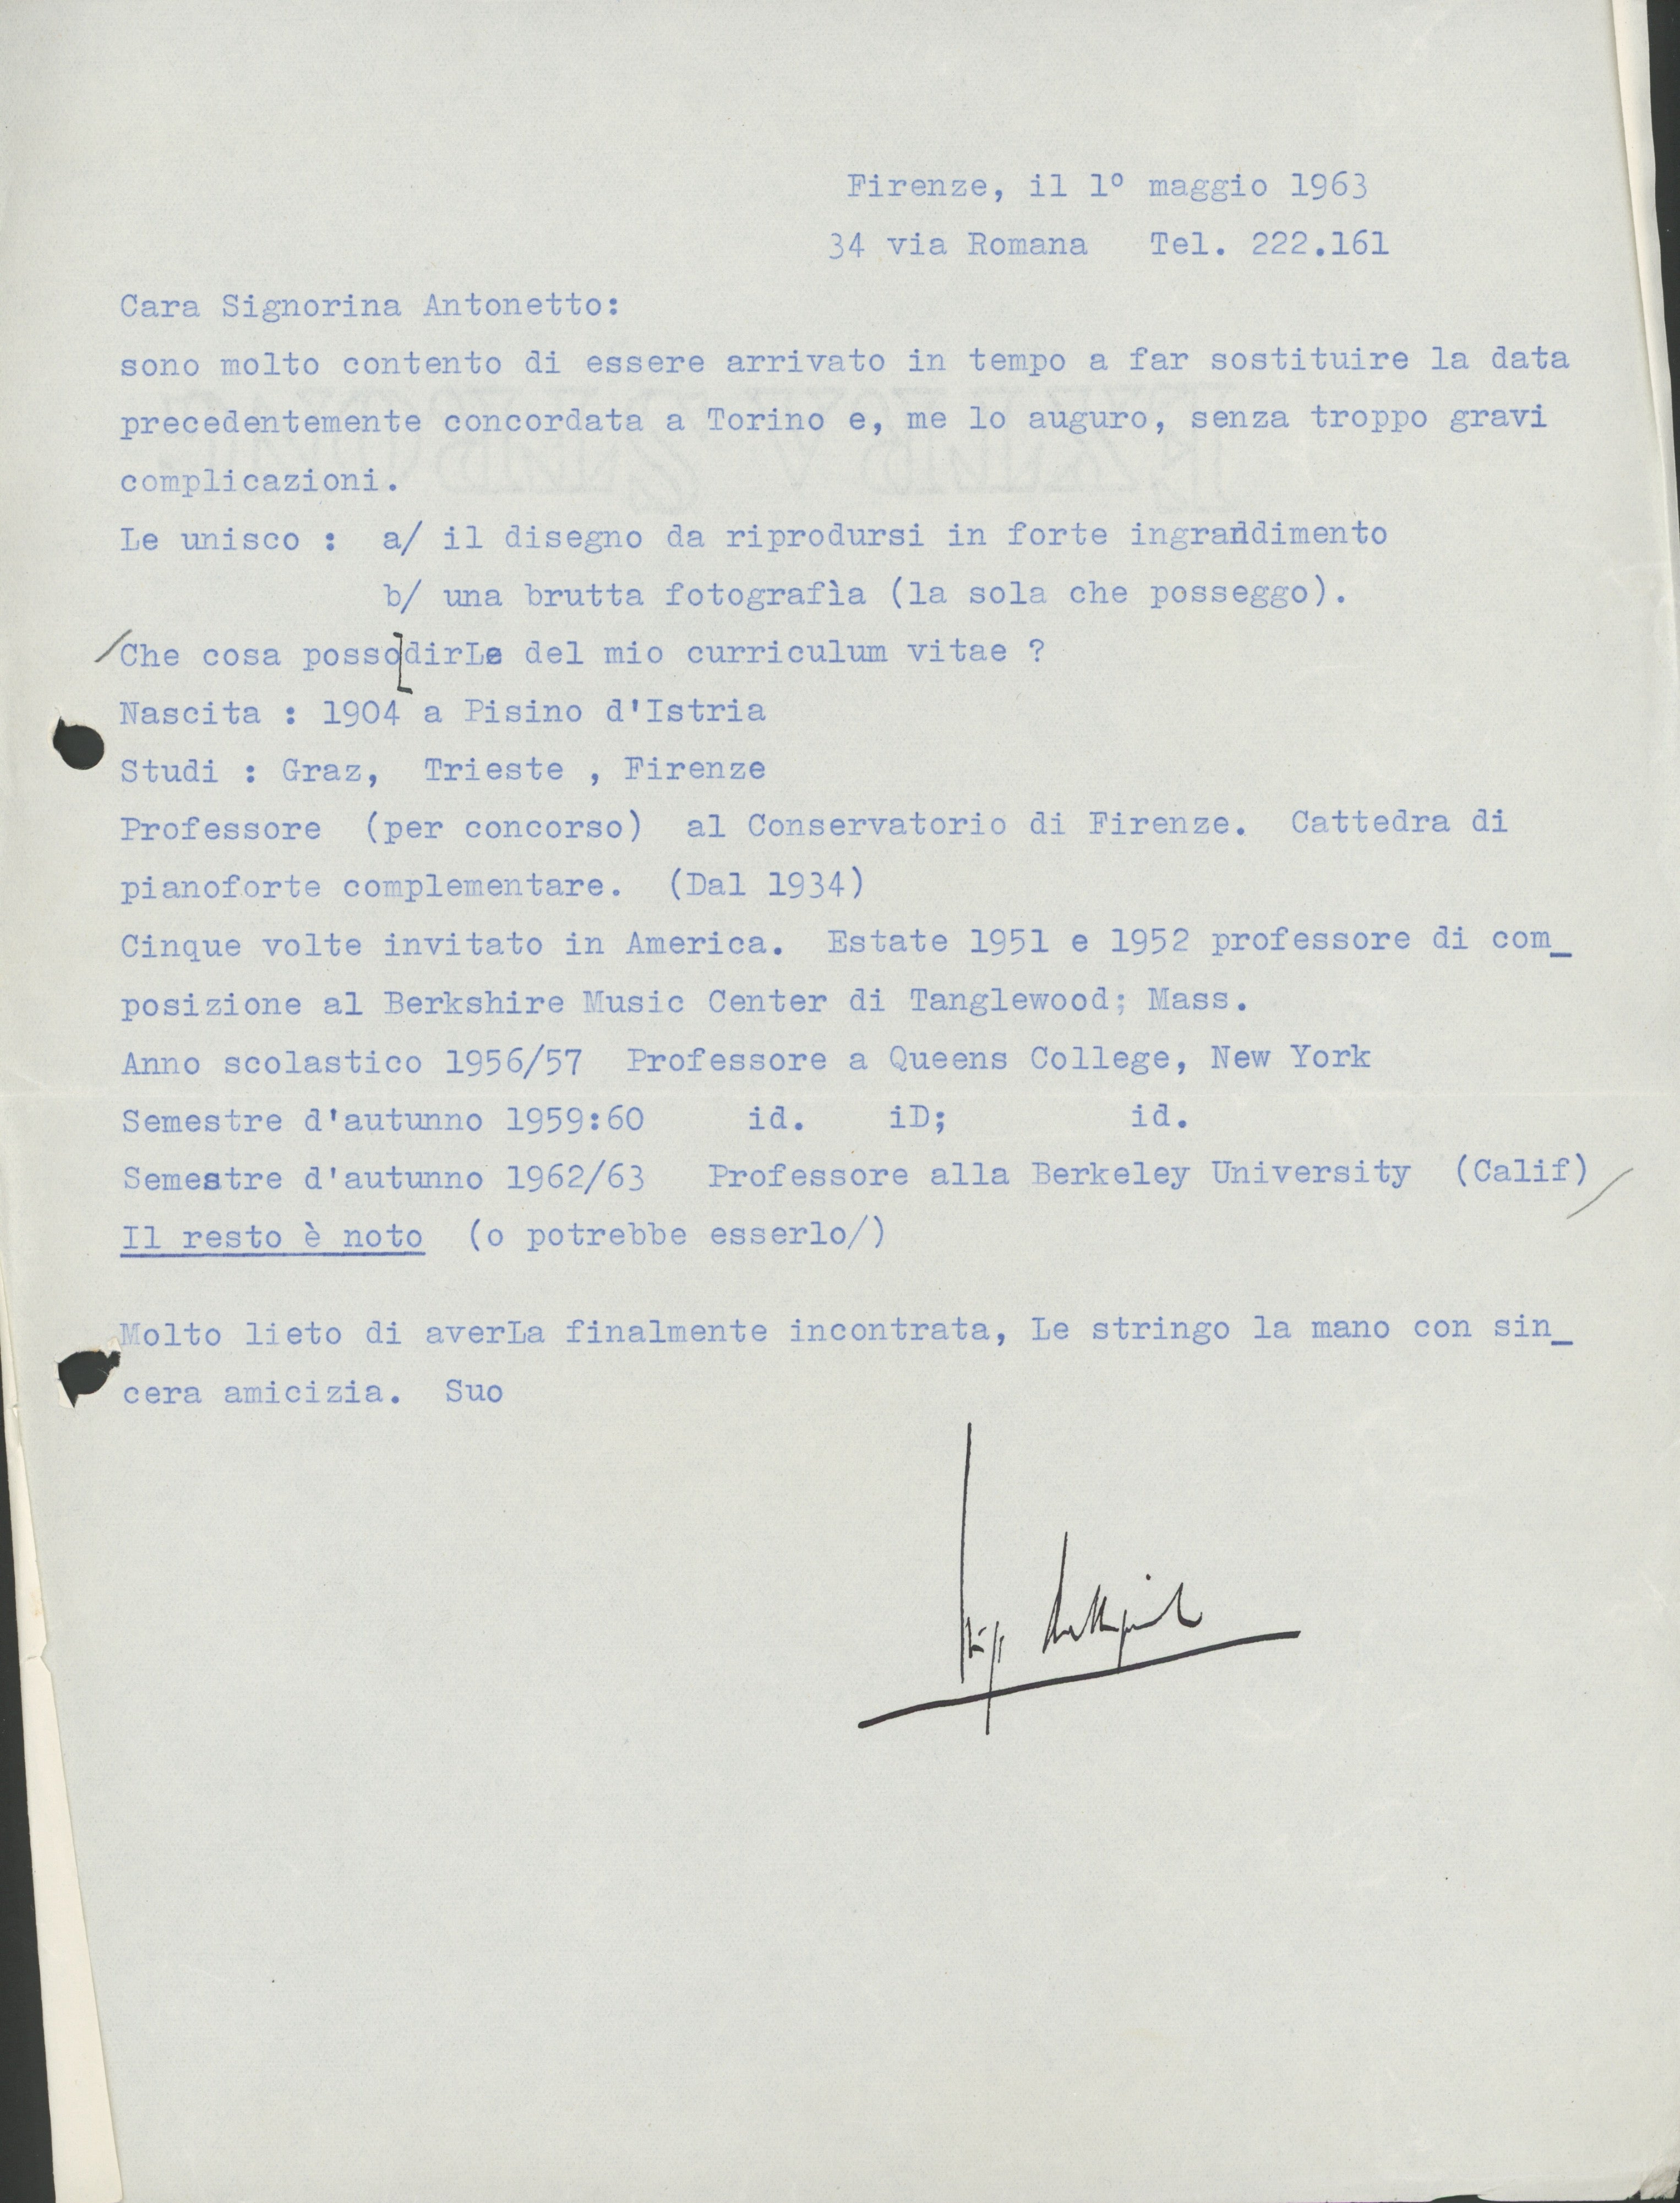 Firenze, il 1º maggio 1963
34 via Romana   Tel. 222.161
Cara Signorina Antonetto:
sono molto contento di essere arrivato in tempo a far sostituire la data
precedentemente concordata a Torino e, me lo auguro, senza troppo gravi
complicazioni.
Le unisco :  a/ il disegno da riprodursi in forte ingrandimento
b/ una brutta fotografìa (la sola che posseggo).
Che cosa posso[dirLe del mio curriculum vitae ?
Nascita : 1904 a Pisino d'Istria
Studi : Graz,  Trieste , Firenze
Professore  (per concorso)  al Conservatorio di Firenze.  Cattedra di
pianoforte complementare.  (Dal 1934)
Cinque volte invitato in America.  Estate 1951 e 1952 professore di com_
posizione al Berkshire Music Center di Tanglewood; Mass.
Anno scolastico 1956/57  Professore a Queens College, New York
Semestre d'autunno 1959:60     id.    iD;         id.
Semestre d'autunno 1962/63   Professore alla Berkeley University  (Calif)
Il resto è noto  (o potrebbe esserlo/)
Molto lieto di averLa finalmente incontrata, Le stringo la mano con sin_
cera amicizia.  Suo